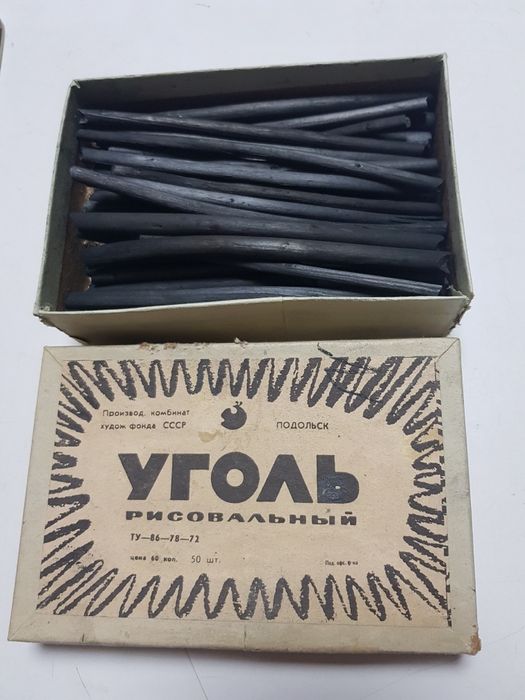 Производ. комбинат
худож фонда СССР
ПОДОЛЬСК
УГОЛЬ
РИСОВАЛЬНЫЙ
ТУ—86—78—72
цена 60 коп. 50 шт.